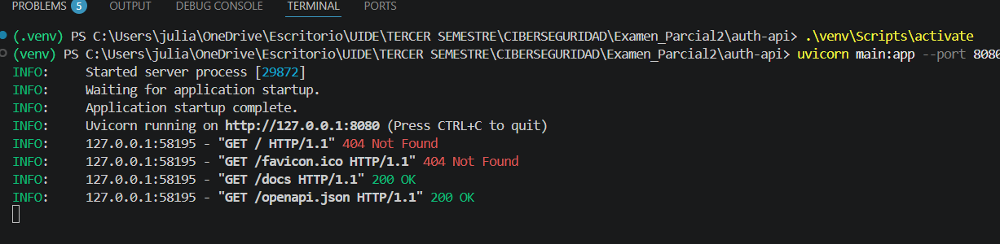 PROBLEMS 5 OUTPUT DEBUG CONSOLE TERMINAL PORTS
(.venv) PS C:\Users\julia\OneDrive\Escritorio\UIDE\TERCER SEMESTRE\CIBERSEGURIDAD\Examen_Parcial2\auth-api> .\venv\Scripts\activate
(venv) PS C:\Users\julia\OneDrive\Escritorio\UIDE\TERCER SEMESTRE\CIBERSEGURIDAD\Examen_Parcial2\auth-api> uvicorn main:app --port 8080
INFO: Started server process [29872]
INFO: Waiting for application startup.
INFO: Application startup complete.
INFO: Uvicorn running on http://127.0.0.1:8080 (Press CTRL+C to quit)
INFO: 127.0.0.1:58195 - "GET / HTTP/1.1" 404 Not Found
INFO: 127.0.0.1:58195 - "GET /favicon.ico HTTP/1.1" 404 Not Found
INFO: 127.0.0.1:58195 - "GET /docs HTTP/1.1" 200 OK
INFO: 127.0.0.1:58195 - "GET /openapi.json HTTP/1.1" 200 OK